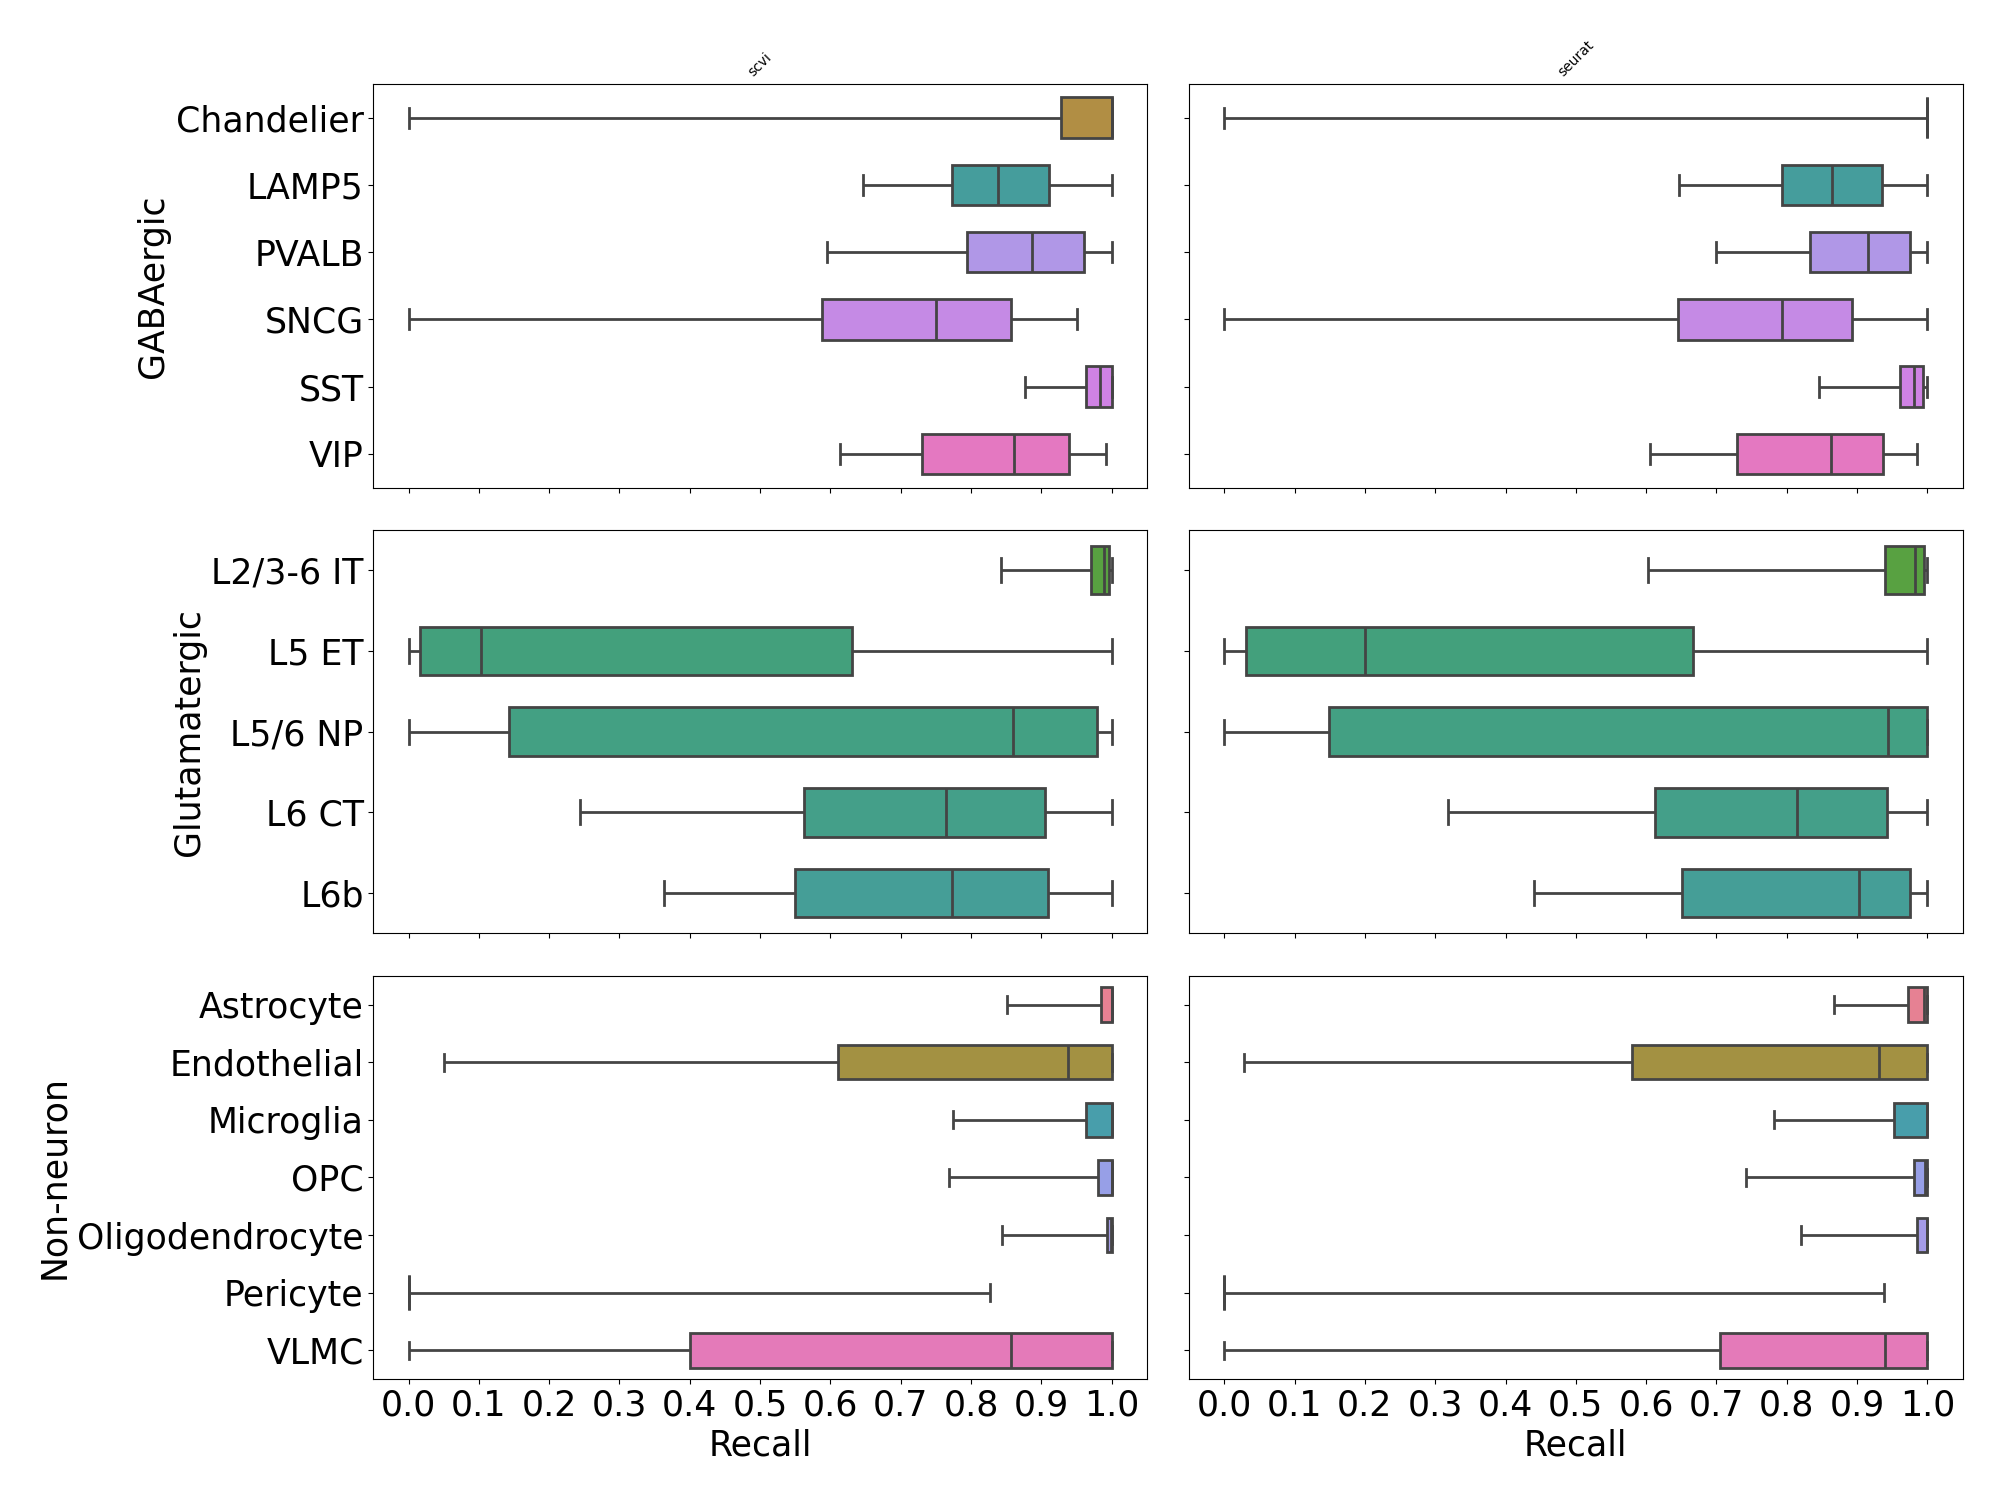 scvi
seurat
GABAergic
Chandelier
LAMP5
PVALB
SNCG
SST
VIP
Glutamatergic
L2/3-6 IT
L5 ET
L5/6 NP
L6 CT
L6b
Non-neuron
Astrocyte
Endothelial
Microglia
OPC
Oligodendrocyte
Pericyte
VLMC
0.0 0.1 0.2 0.3 0.4 0.5 0.6 0.7 0.8 0.9 1.0
Recall
0.0 0.1 0.2 0.3 0.4 0.5 0.6 0.7 0.8 0.9 1.0
Recall